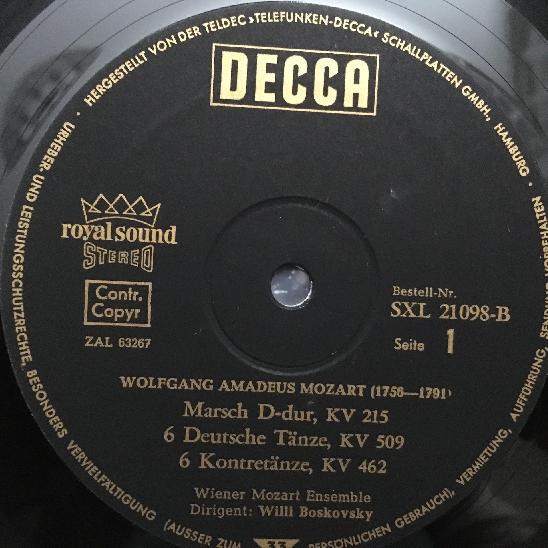 HERGESTELLT VON DER TELDEC »TELEFUNKEN-DECCA« SCHALLPLATTEN GMBH., HAMBURG ·
URHEBER- UND LEISTUNGSSCHUTZRECHTE, BESONDERS VERVIELFÄLTIGUNG
AUFFÜHRUNG,
VERMIETUNG,
(AUSSER ZUM
PERSÖNLICHEN GEBRAUCH),
DECCA
royal sound
STEREO
Contr.
Copyr
ZAL 63267
Bestell-Nr.
SXL 21098-B
Seite 1
WOLFGANG AMADEUS MOZART (1756—1791)
Marsch D-dur, KV 215
6 Deutsche Tänze, KV 509
6 Kontretänze, KV 462
Wiener Mozart Ensemble
Dirigent: Willi Boskovsky
33